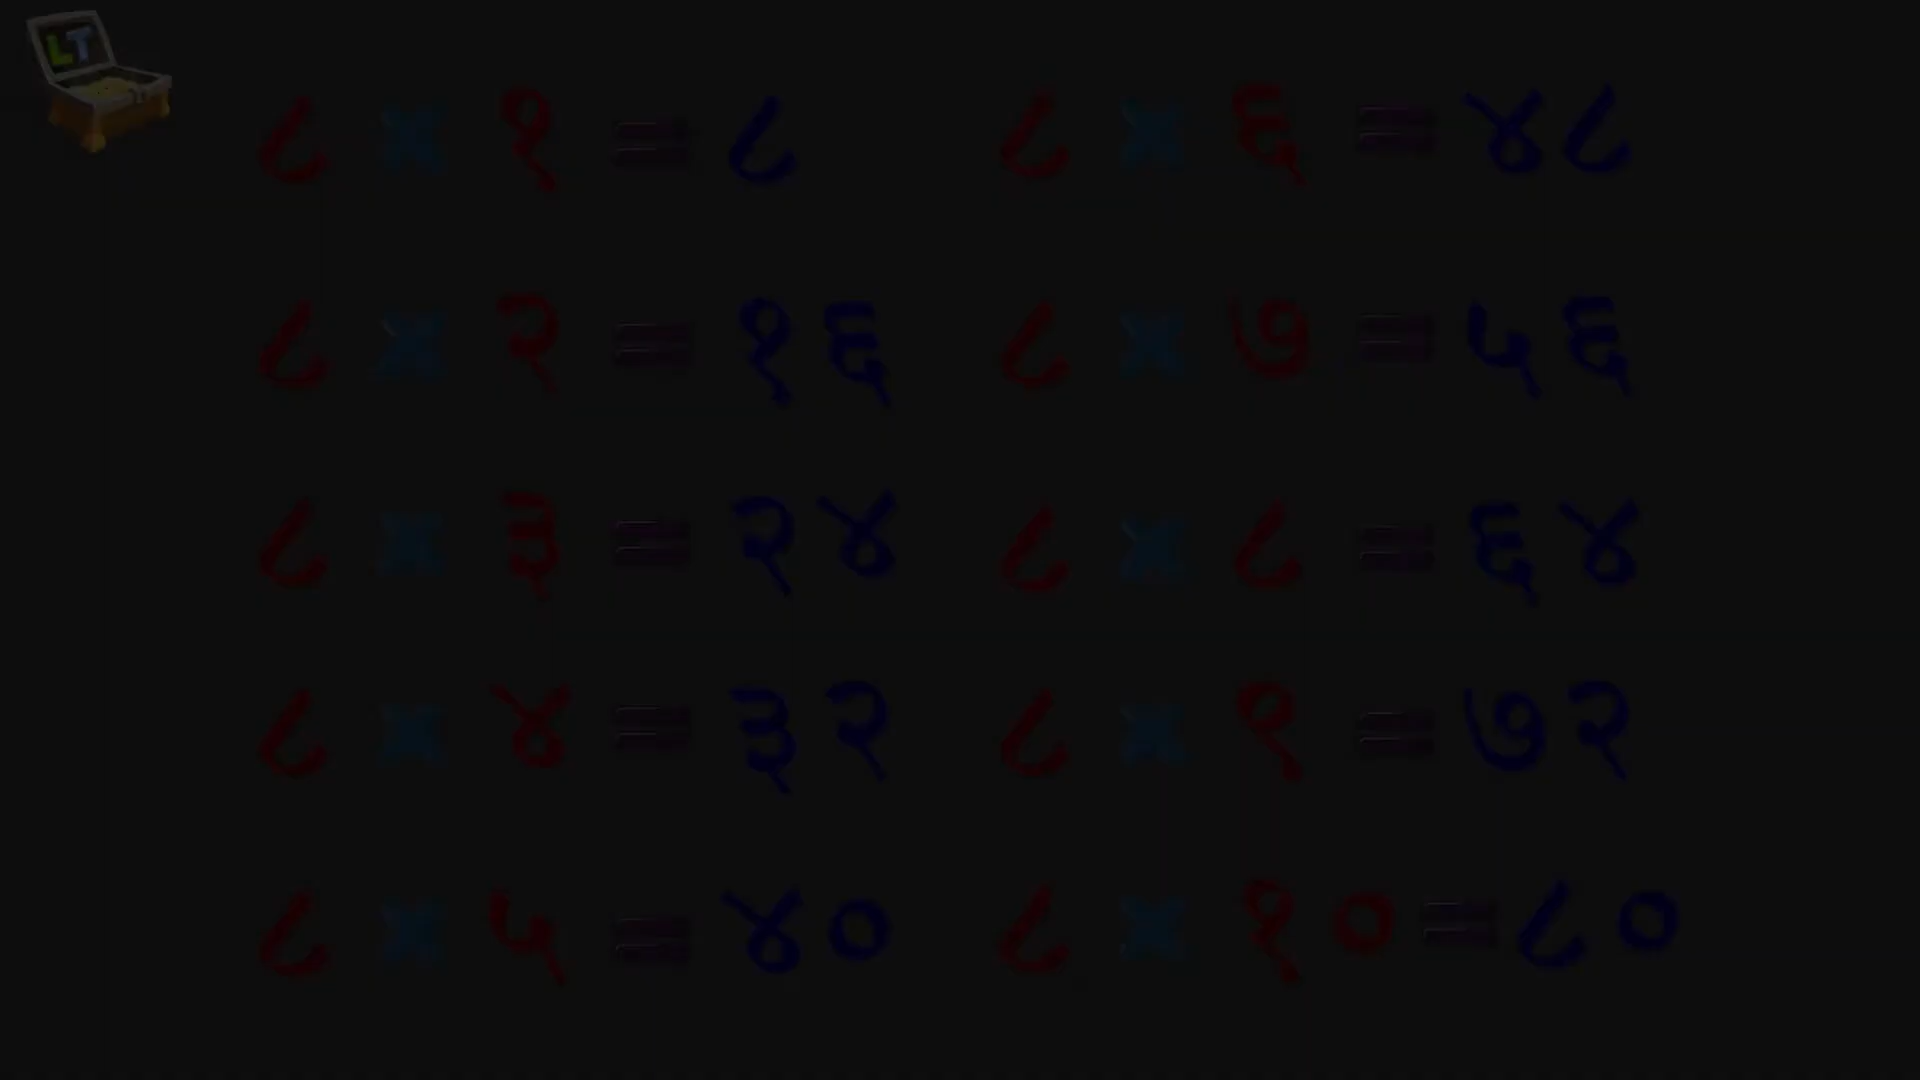 LT
८ x १ = ८
८ x २ = १६
८ x ३ = २४
८ x ४ = ३२
८ x ५ = ४०
८ x ६ = ४८
८ x ७ = ५६
८ x ८ = ६४
८ x ९ = ७२
८ x १० = ८०